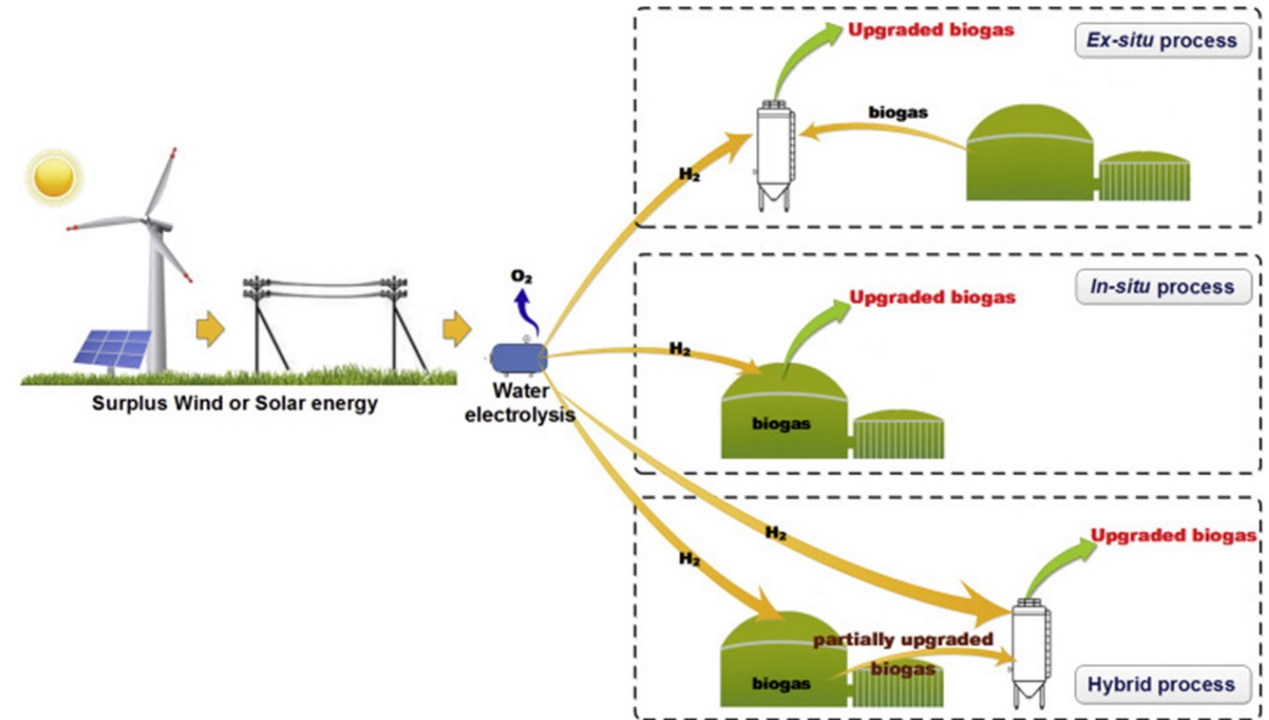 Surplus Wind or Solar energy
O₂
Water
electrolysis
Upgraded biogas
Ex-situ process
biogas
H₂
Upgraded biogas
In-situ process
H₂
biogas
H₂
H₂
Upgraded biogas
partially upgraded
biogas
biogas
Hybrid process